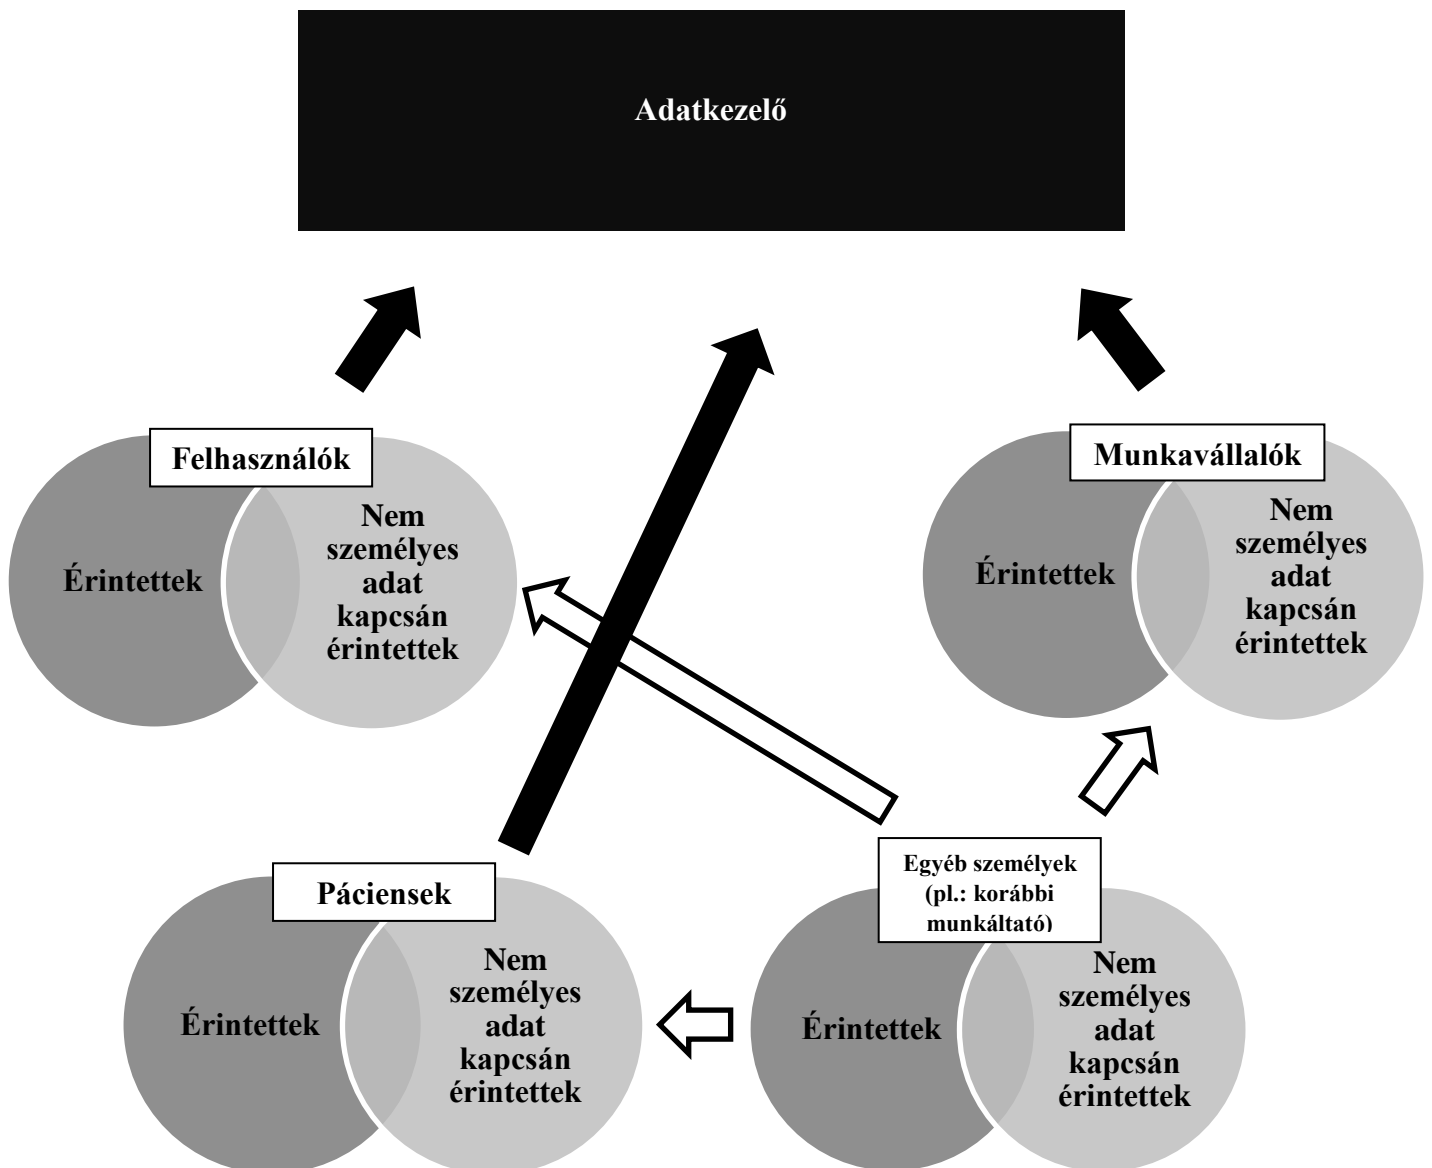 Adatkezelő
Felhasználók
Érintettek
Nem
személyes
adat
kapcsán
érintettek
Munkavállalók
Érintettek
Nem
személyes
adat
kapcsán
érintettek
Páciensek
Érintettek
Nem
személyes
adat
kapcsán
érintettek
Egyéb személyek
(pl.: korábbi
munkáltató)
Érintettek
Nem
személyes
adat
kapcsán
érintettek